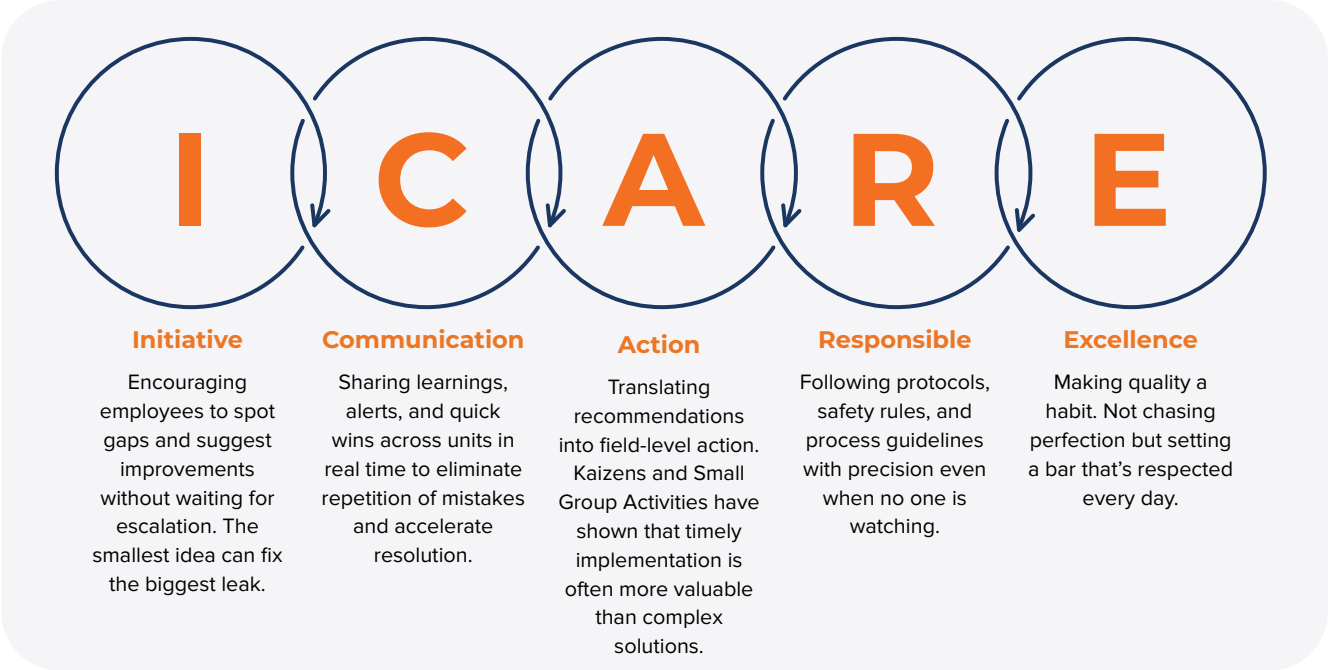 I
C
A
R
E
Initiative
Encouraging
employees to spot
gaps and suggest
improvements
without waiting for
escalation. The
smallest idea can fix
the biggest leak.
Communication
Sharing learnings,
alerts, and quick
wins across units in
real time to eliminate
repetition of mistakes
and accelerate
resolution.
Action
Translating
recommendations
into field-level action.
Kaizens and Small
Group Activities have
shown that timely
implementation is
often more valuable
than complex
solutions.
Responsible
Following protocols,
safety rules, and
process guidelines
with precision even
when no one is
watching.
Excellence
Making quality a
habit. Not chasing
perfection but setting
a bar that’s respected
every day.